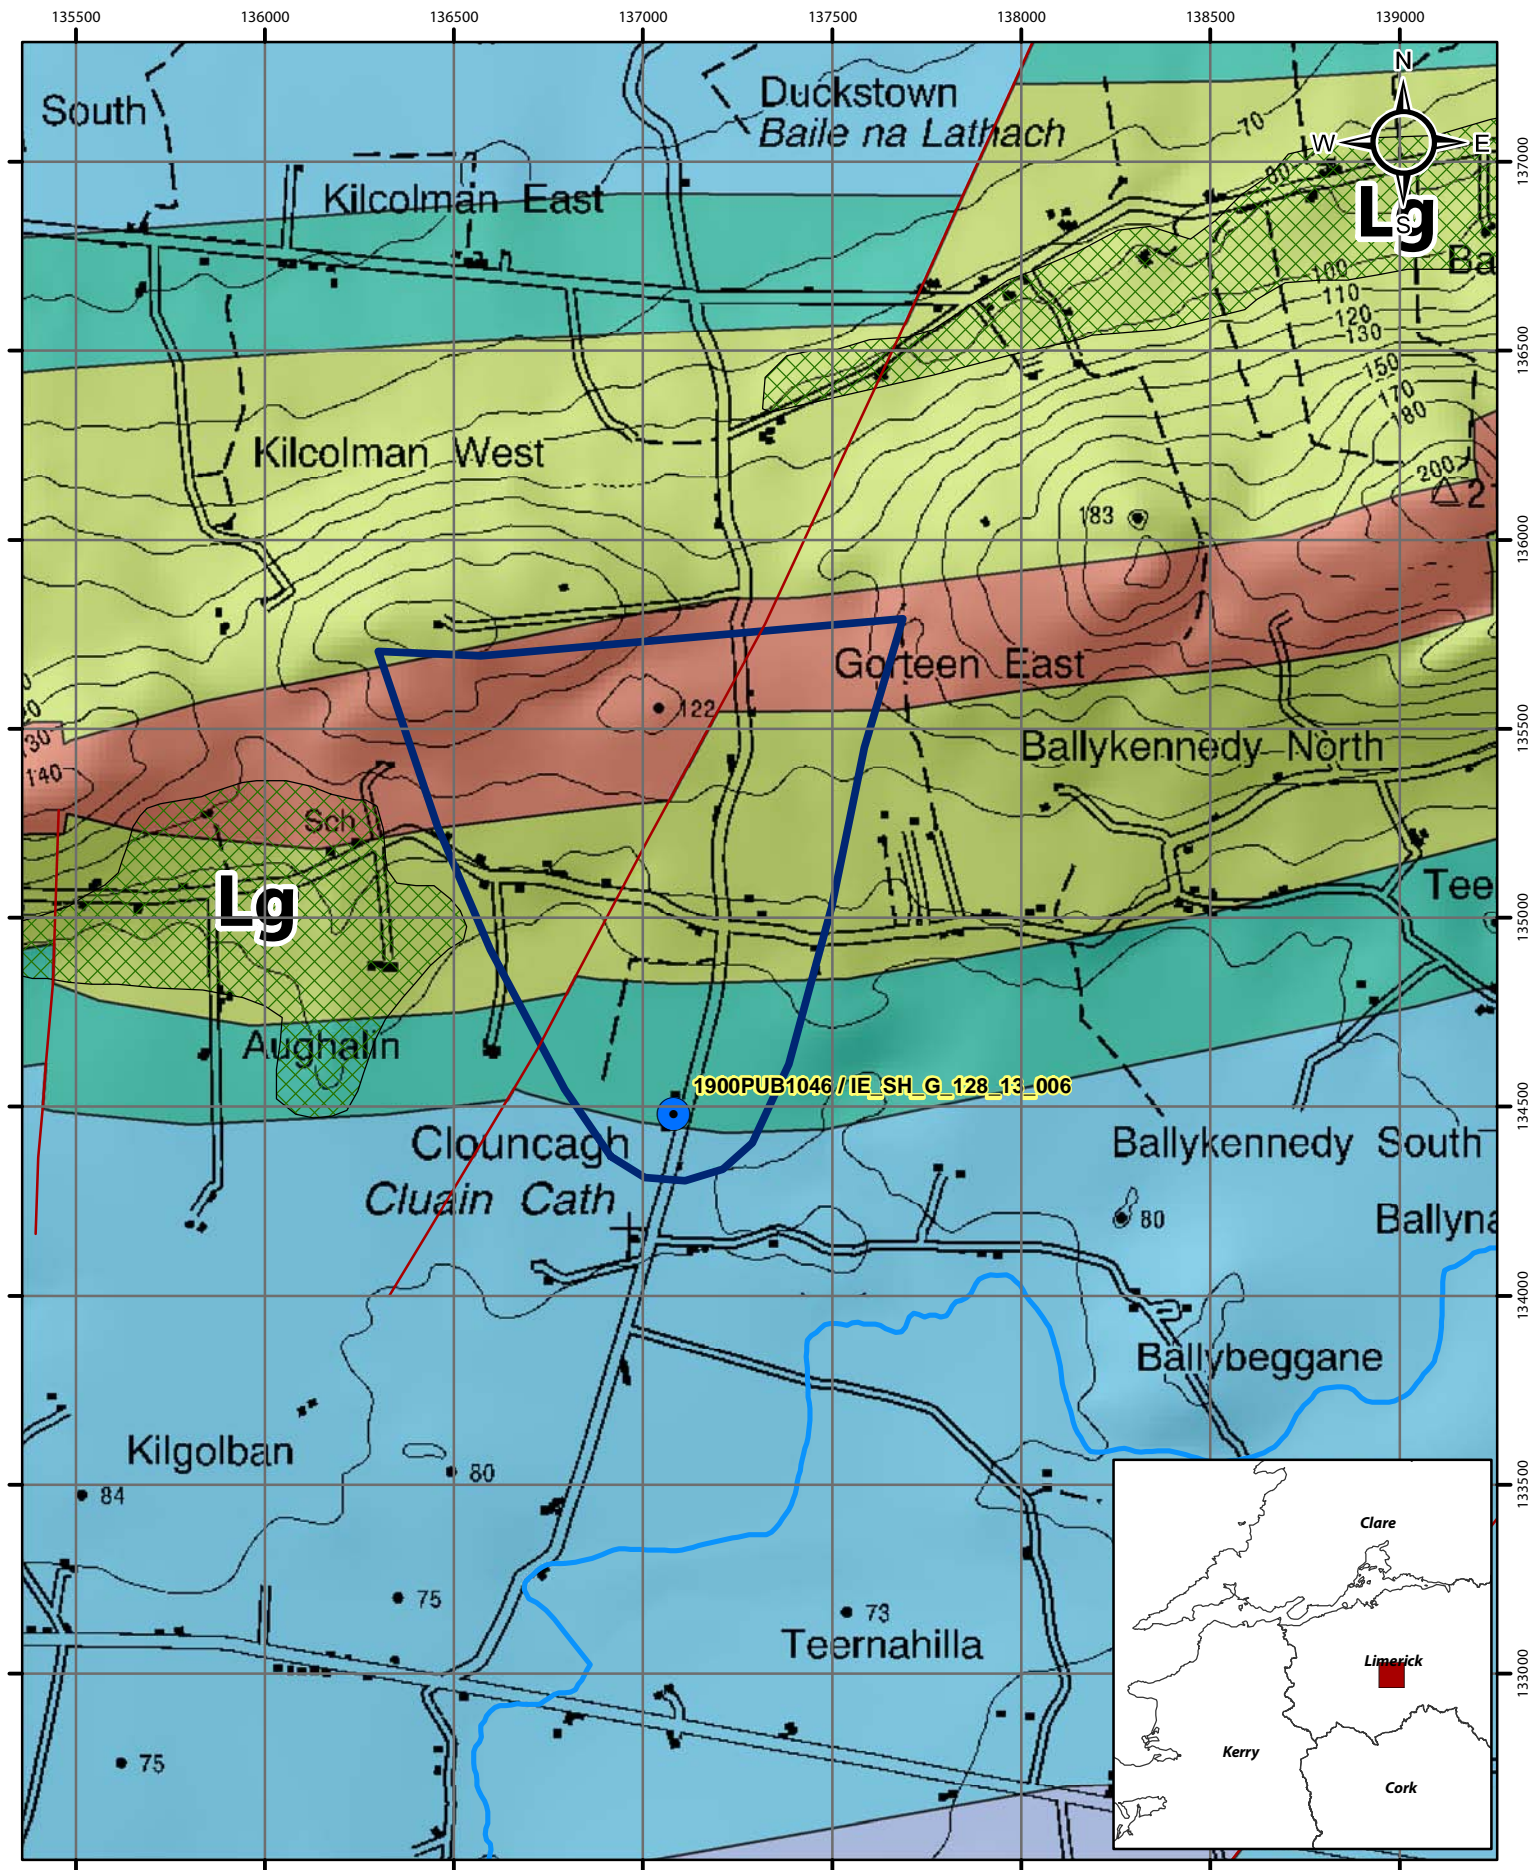 135500 136000 136500 137000 137500 138000 138500 139000
N
W E
S
South
Duckstown
Baile na Lathach
70
137000
80
Kilcolman East
Lg
Ba
100
110
120
130
136500
150
170
180
Kilcolman West
200
2
183
136000
Gorteen East
122
30
140
135500
Ballykennedy North
Sch
Lg
Tee
135000
Aughalin
1900PUB1046 / IE_SH_G_128_13_006
134500
Clouncagh
Cluain Cath
Ballykennedy South
80
Ballyna
134000
Ballybeggane
Kilgolban
80
84
133500
Clare
75
73
Teernahilla
Limerick
133000
Kerry
75
Cork